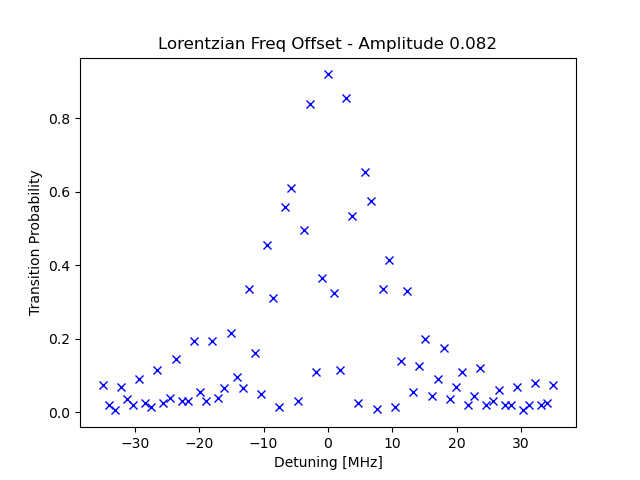 Lorentzian Freq Offset - Amplitude 0.082
Transition Probability
0.8
0.6
0.4
0.2
0.0
−30 −20 −10 0 10 20 30
Detuning [MHz]